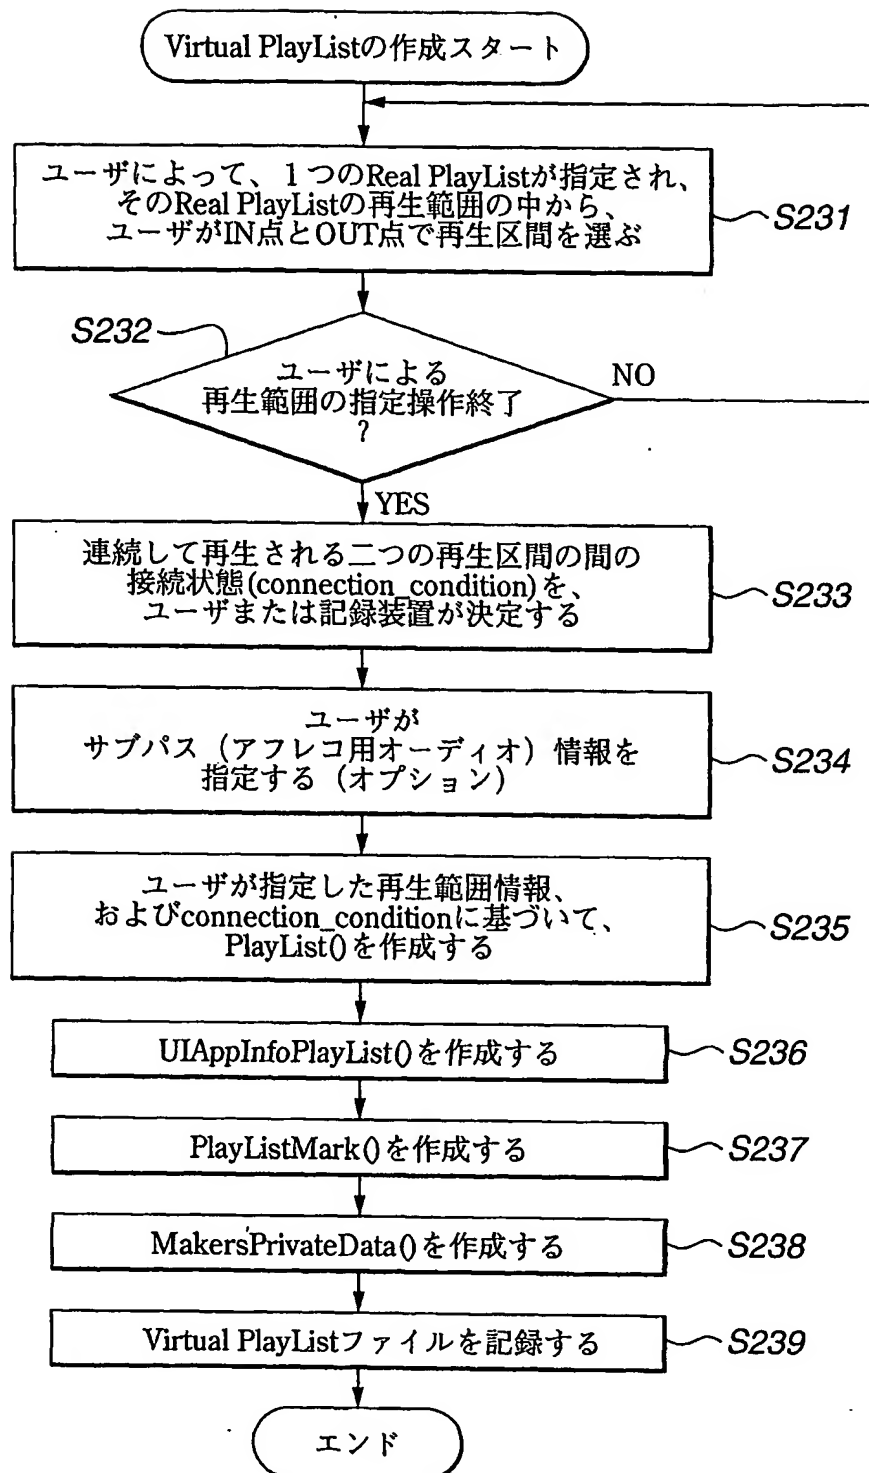 Virtual PlayListの作成スタート
ユーザによって、１つのReal PlayListが指定され、
そのReal PlayListの再生範囲の中から、
ユーザがIN点とOUT点で再生区間を選ぶ
S231
S232
ユーザによる
再生範囲の指定操作終了
?
NO
YES
連続して再生される二つの再生区間の間の
接続状態(connection_condition)を、
ユーザまたは記録装置が決定する
S233
ユーザが
サブパス（アフレコ用オーディオ）情報を
指定する（オプション）
S234
ユーザが指定した再生範囲情報、
およびconnection_conditionに基づいて、
PlayList()を作成する
S235
UIAppInfoPlayList()を作成する
S236
PlayListMark()を作成する
S237
MakersPrivateData()を作成する
S238
Virtual PlayListファイルを記録する
S239
エンド